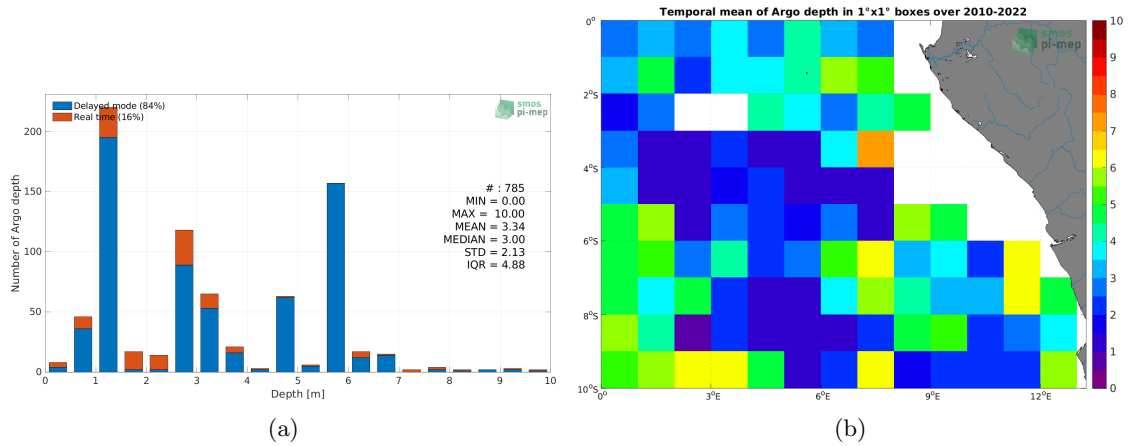 Delayed mode (84%)
Real time (16%)
smos
pi-mep
Number of Argo depth
200
150
100
50
0
# : 785
MIN = 0.00
MAX = 10.00
MEAN = 3.34
MEDIAN = 3.00
STD = 2.13
IQR = 4.88
0 1 2 3 4 5 6 7 8 9 10
Depth [m]
(a)
Temporal mean of Argo depth in 1°x1° boxes over 2010-2022
smos
pi-mep
0°
2°S
4°S
6°S
8°S
10°S
0° 3°E 6°E 9°E 12°E
10
9
8
7
6
5
4
3
2
1
0
(b)